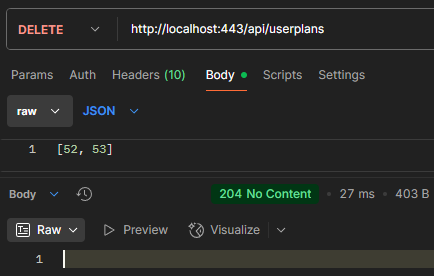 DELETE http://localhost:443/api/userplans
Params Auth Headers (10) Body Scripts Settings
raw JSON
1 [52, 53]
Body 204 No Content 27 ms 403 B
Raw Preview Visualize
1